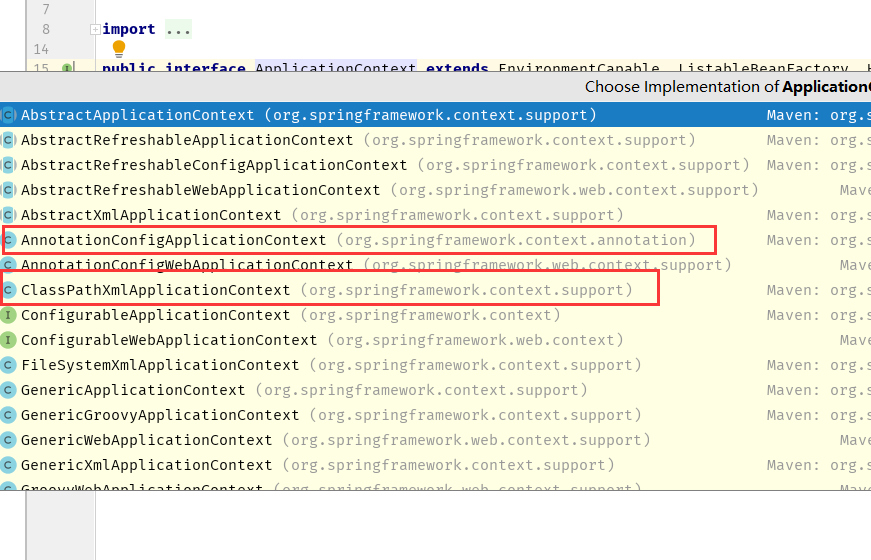 7
8 import ...
14
15 public interface ApplicationContext extends EnvironmentCapable, ListableBeanFactory, H
Choose Implementation of ApplicationC
AbstractApplicationContext (org.springframework.context.support) Maven: org.s
AbstractRefreshableApplicationContext (org.springframework.context.support) Maven: org.s
AbstractRefreshableConfigApplicationContext (org.springframework.context.support) Maven: org.s
AbstractRefreshableWebApplicationContext (org.springframework.web.context.support) Mave
AbstractXmlApplicationContext (org.springframework.context.support) Maven: org.s
AnnotationConfigApplicationContext (org.springframework.context.annotation) Maven: org.s
AnnotationConfigWebApplicationContext (org.springframework.web.context.support) Mave
ClassPathXmlApplicationContext (org.springframework.context.support) Maven: org.s
ConfigurableApplicationContext (org.springframework.context) Maven: org.s
ConfigurableWebApplicationContext (org.springframework.web.context) Mave
FileSystemXmlApplicationContext (org.springframework.context.support) Maven: org.s
GenericApplicationContext (org.springframework.context.support) Maven: org.s
GenericGroovyApplicationContext (org.springframework.context.support) Maven: org.s
GenericWebApplicationContext (org.springframework.web.context.support) Mave
GenericXmlApplicationContext (org.springframework.context.support) Maven: org.s
GroovyWebApplicationContext (org.springframework.web.context.support) Mave